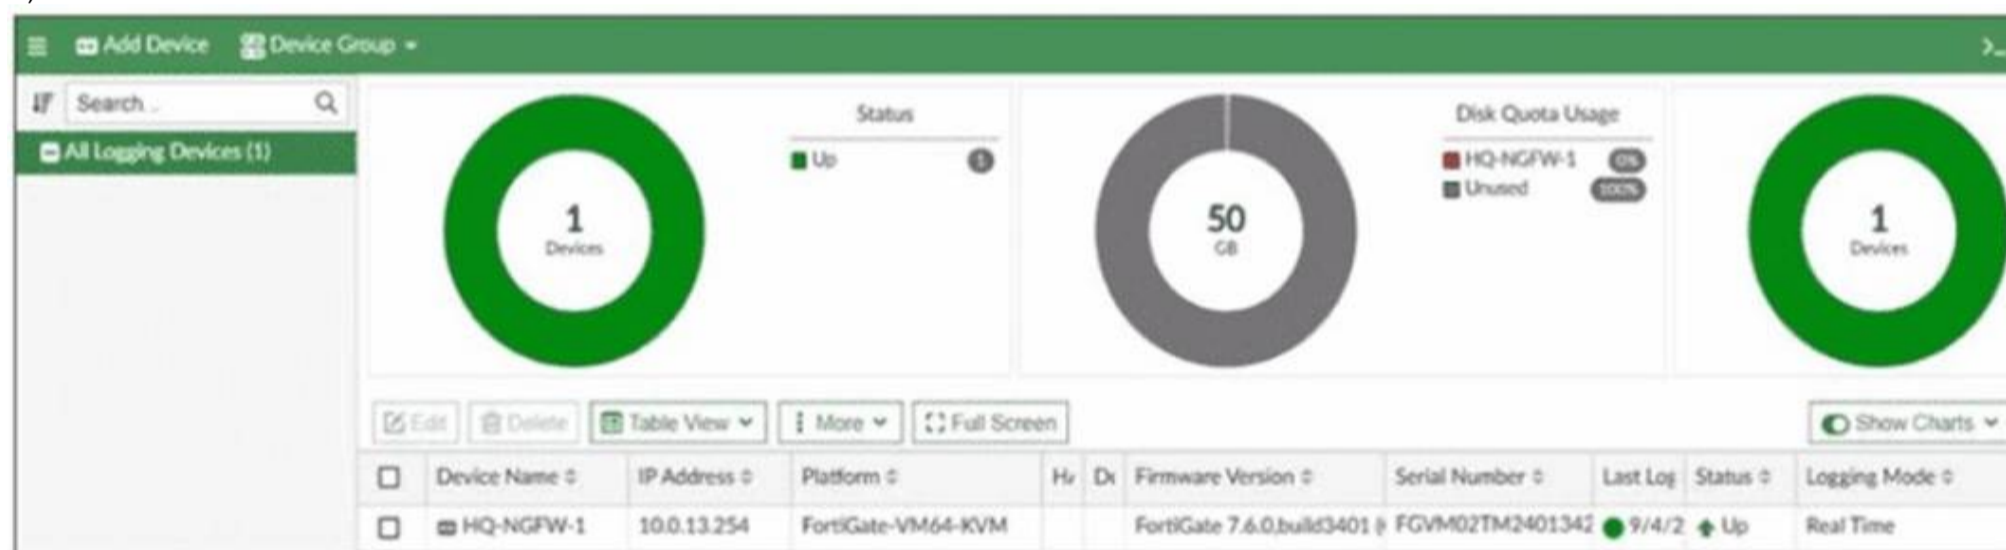 Add Device Device Group
Search...
All Logging Devices (1)
1
Devices
Status
Up 1
50
GB
Disk Quota Usage
HQ-NGFW-1 0%
Unused 100%
1
Devices
Edit Delete Table View More Full Screen Show Charts
Device Name IP Address Platform Firmware Version Serial Number Last Log Status Logging Mode
HQ-NGFW-1 10.0.13.254 FortiGate-VM64-KVM FortiGate 7.6.0,build3401 FGVM02TM2401342 9/4/2 Up Real Time